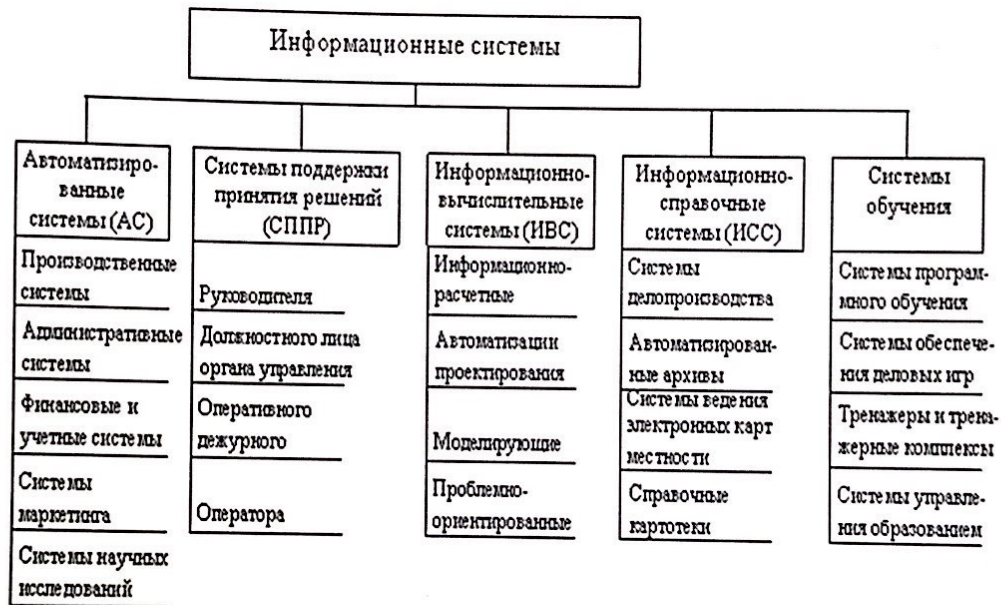 Информационные системы
Автоматизиро-
ванные
системы (АС)
Производственные
системы
Административные
системы
Финансовые и
учетные системы
Системы
маркетинга
Системы научных
исследований
Системы поддержки
принятия решений
(СППР)
Руководителя
Должностного лица
органа управления
Оперативного
дежурного
Оператора
Информационно-
вычислительные
системы (ИВС)
Информационно-
расчетные
Автоматизации
проектирования
Моделирующие
Проблемно-
ориентированные
Информационно-
справочные
системы (ИСС)
Системы
делопроизводства
Автоматизирован-
ные архивы
Системы ведения
электронных карт
местности
Справочные
картотеки
Системы
обучения
Системы програм-
много обучения
Системы обеспече-
ния деловых игр
Тренажеры и трена-
жерные комплексы
Системы управле-
ния образованием